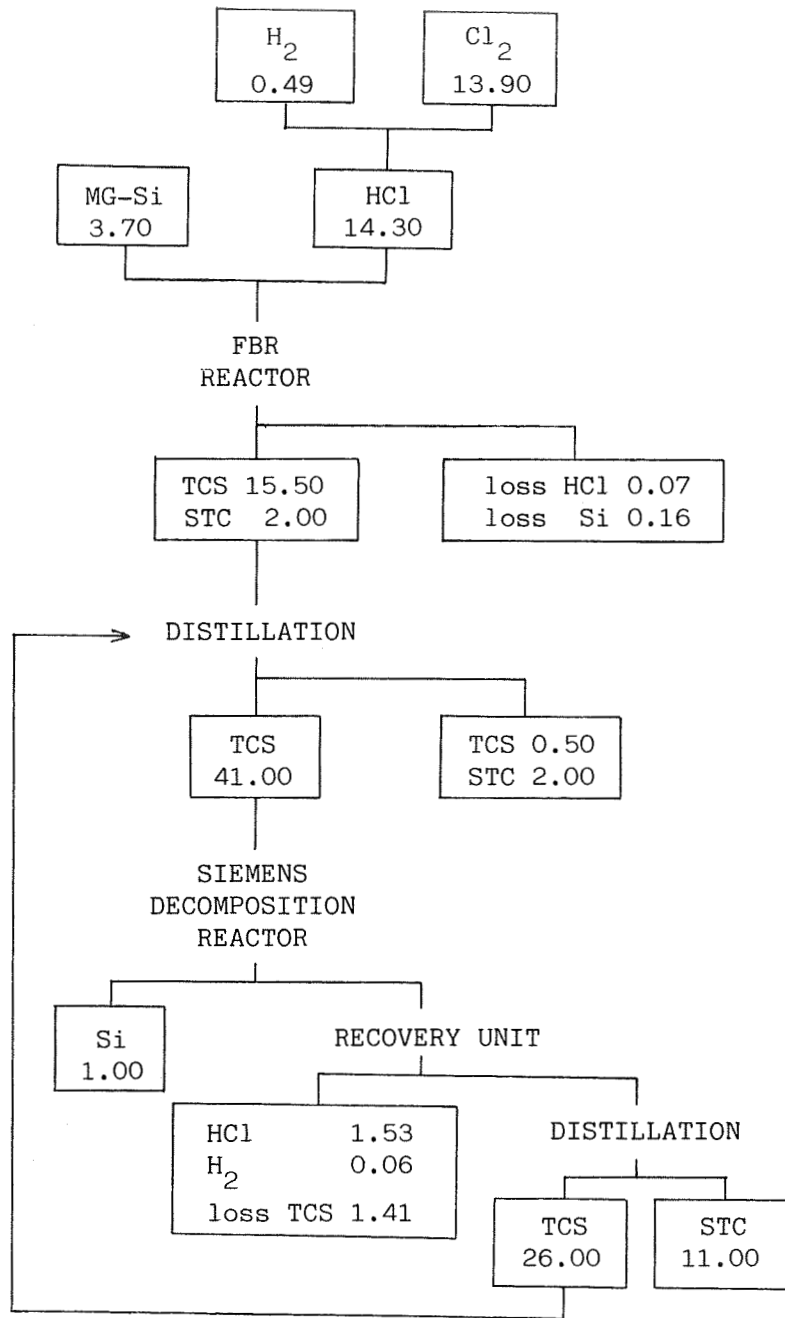 H2
0.49
Cl2
13.90
MG-Si
3.70
HCl
14.30
FBR
REACTOR
TCS 15.50
STC 2.00
loss HCl 0.07
loss Si 0.16
DISTILLATION
TCS
41.00
TCS 0.50
STC 2.00
SIEMENS
DECOMPOSITION
REACTOR
Si
1.00
RECOVERY UNIT
HCl 1.53
H2 0.06
loss TCS 1.41
DISTILLATION
TCS
26.00
STC
11.00